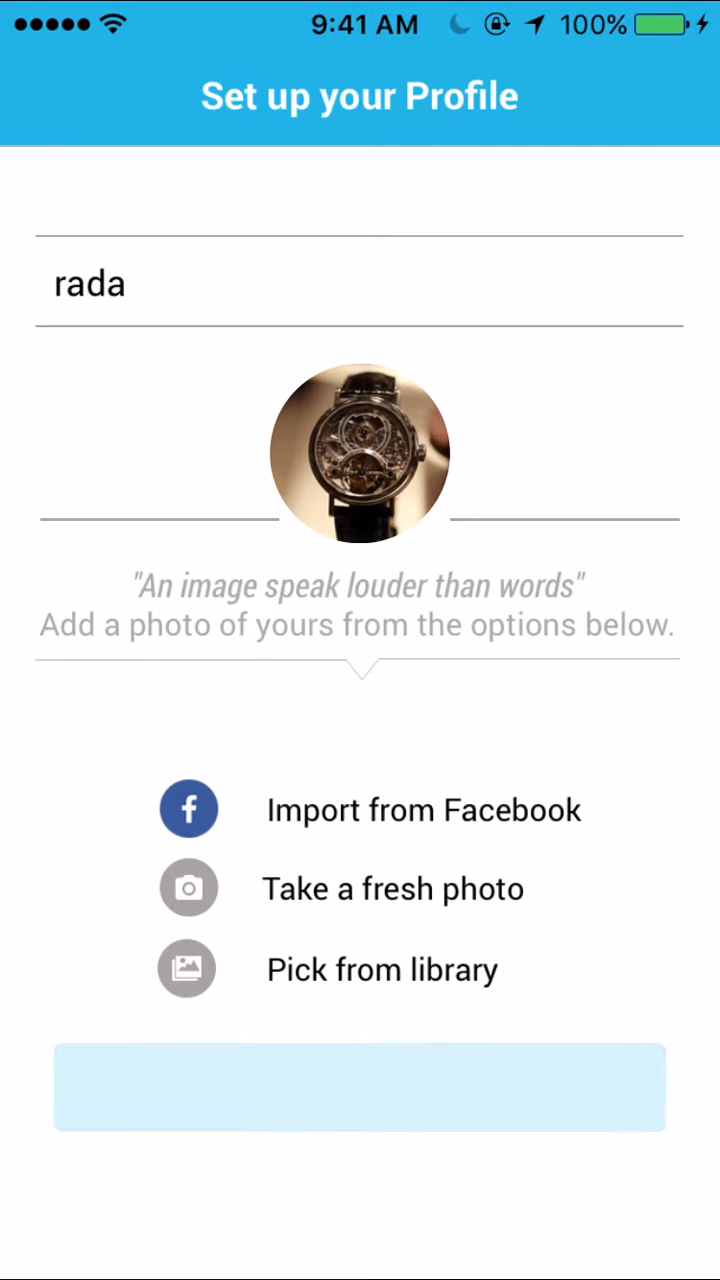 9:41 AM 100%
Set up your Profile
rada
"An image speak louder than words"
Add a photo of yours from the options below.
Import from Facebook
Take a fresh photo
Pick from library